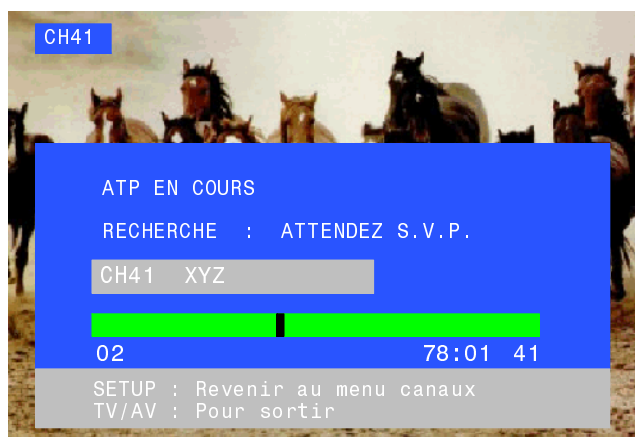 CH41
ATP EN COURS
RECHERCHE : ATTENDEZ S.V.P.
CH41 XYZ
02 78:01 41
SETUP : Revenir au menu canaux
TV/AV : Pour sortir